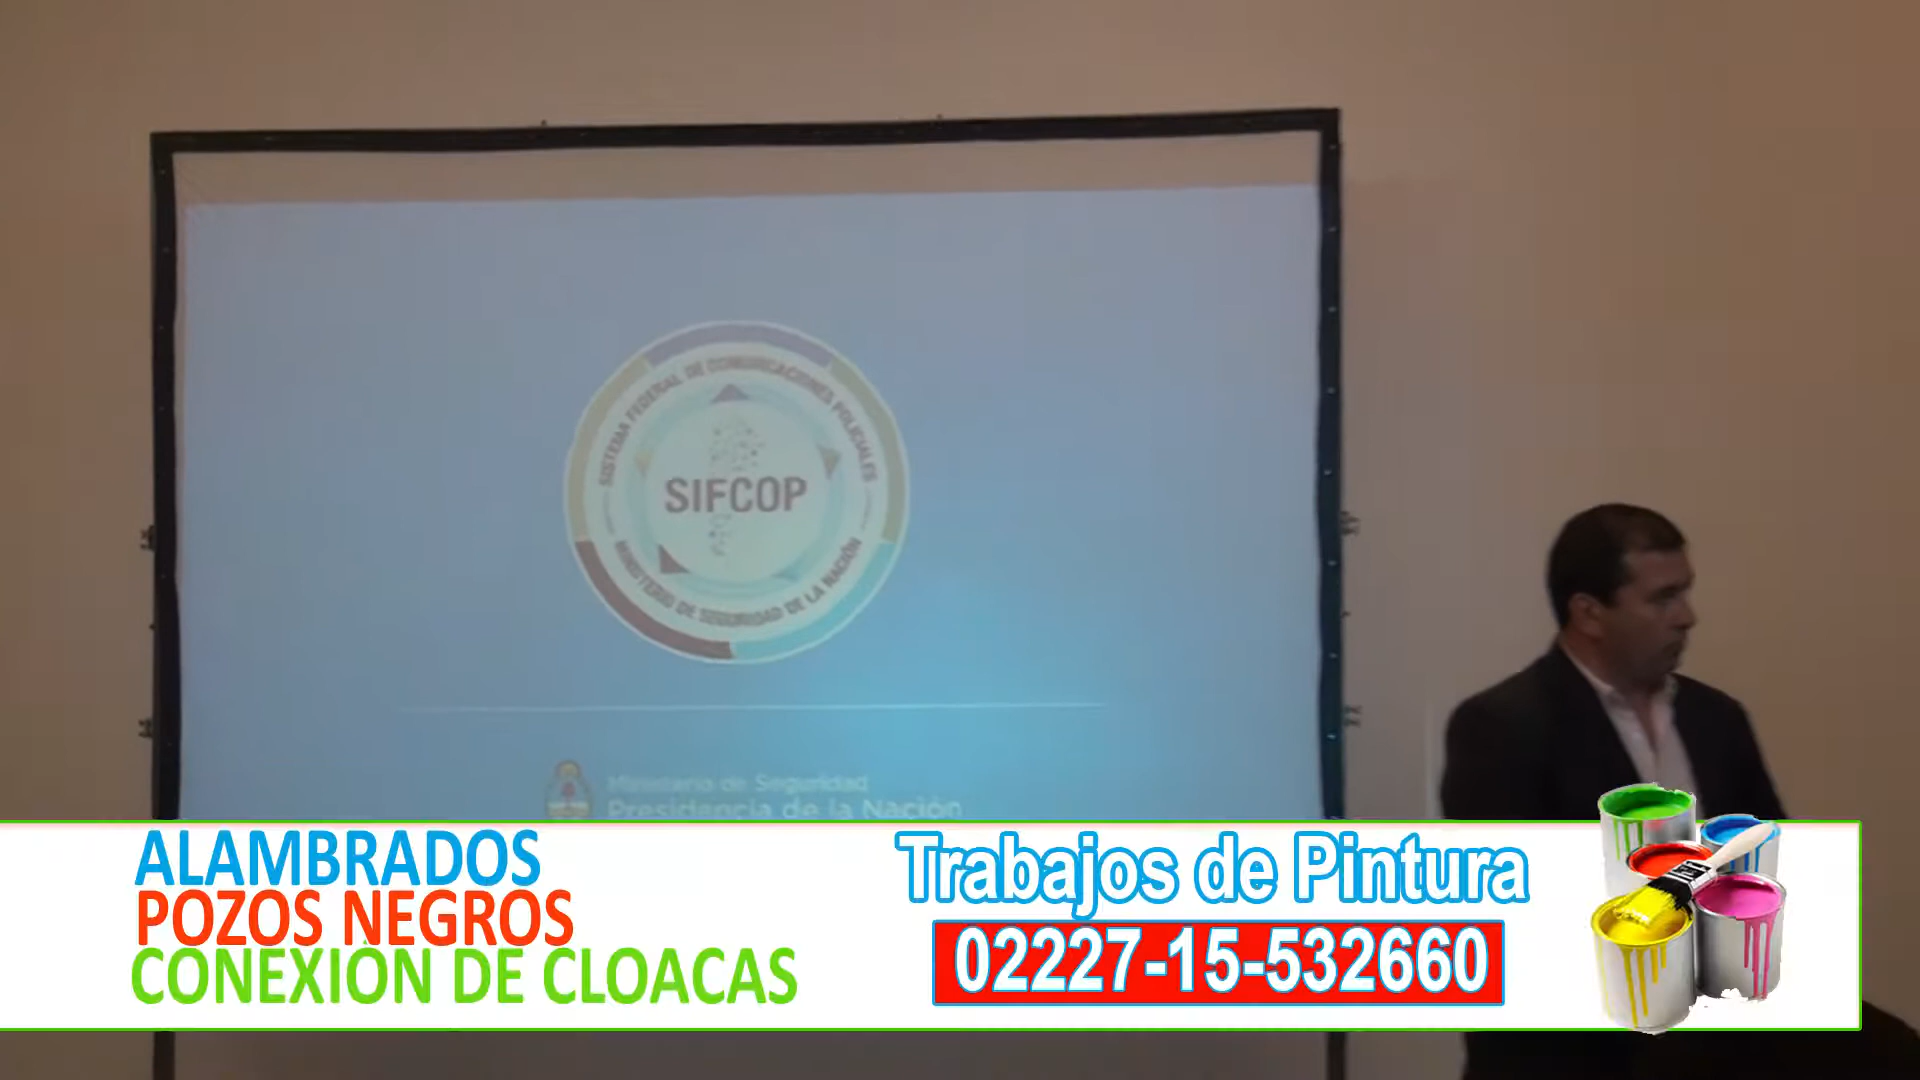 SISTEMA FEDERAL DE COMUNICACIONES POLICIALES
SIFCOP
MINISTERIO DE SEGURIDAD DE LA NACIÓN
Ministerio de Seguridad
Presidencia de la Nación
ALAMBRADOS
POZOS NEGROS
CONEXIÓN DE CLOACAS
Trabajos de Pintura
02227-15-532660